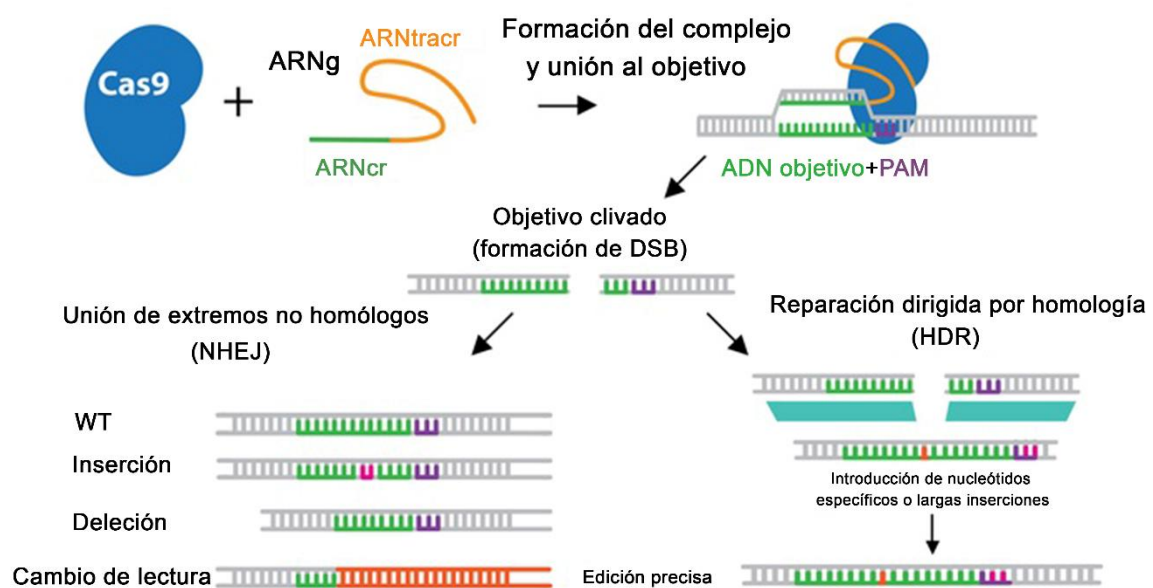 Cas9
+
ARNg
ARNtracr
ARNcr
Formación del complejo
y unión al objetivo
ADN objetivo+PAM
Objetivo clivado
(formación de DSB)
Unión de extremos no homólogos
(NHEJ)
WT
Inserción
Deleción
Cambio de lectura
Reparación dirigida por homología
(HDR)
Introducción de nucleótidos
específicos o largas inserciones
Edición precisa